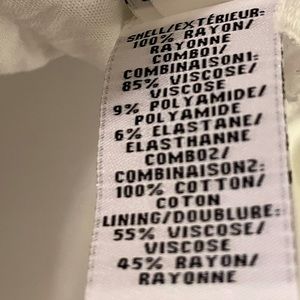 SHELL/EXTÉRIEUR:
100% RAYON/
RAYONNE
COMBO1/
COMBINAISON1:
85% VISCOSE/
VISCOSE
9% POLYAMIDE/
POLYAMIDE
6% ELASTANE/
ELASTHANNE
COMBO2/
COMBINAISON2:
100% COTTON/
COTON
LINING/DOUBLURE:
55% VISCOSE/
VISCOSE
45% RAYON/
RAYONNE